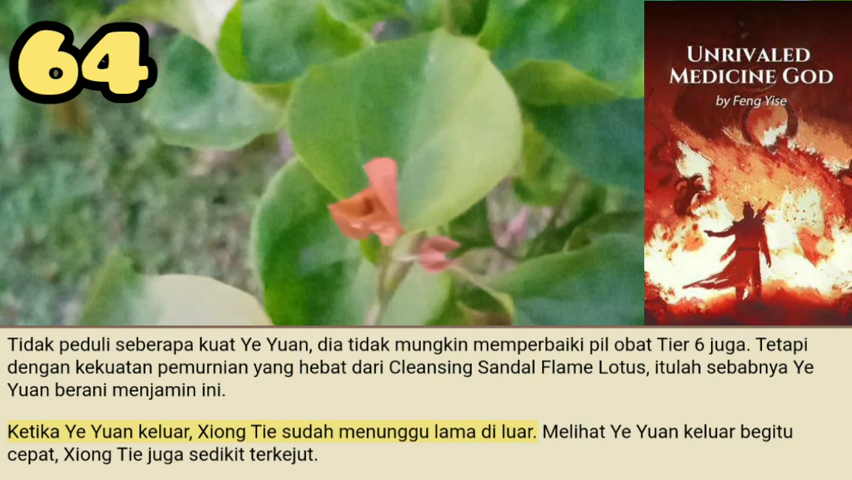 64
UNRIVALED
MEDICINE GOD
by Feng Yise
Tidak peduli seberapa kuat Ye Yuan, dia tidak mungkin memperbaiki pil obat Tier 6 juga. Tetapi
dengan kekuatan pemurnian yang hebat dari Cleansing Sandal Flame Lotus, itulah sebabnya Ye
Yuan berani menjamin ini.
Ketika Ye Yuan keluar, Xiong Tie sudah menunggu lama di luar. Melihat Ye Yuan keluar begitu
cepat, Xiong Tie juga sedikit terkejut.